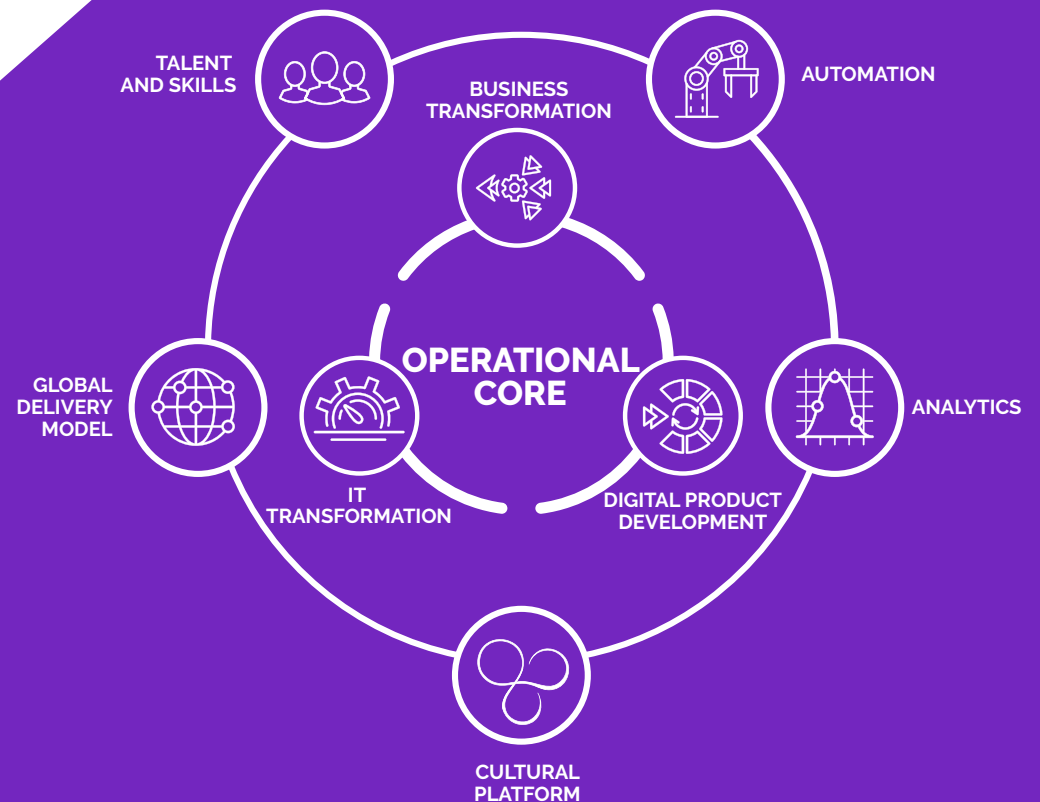 TALENT
AND SKILLS
BUSINESS
TRANSFORMATION
AUTOMATION
OPERATIONAL
CORE
GLOBAL
DELIVERY
MODEL
ANALYTICS
IT
TRANSFORMATION
DIGITAL PRODUCT
DEVELOPMENT
CULTURAL
PLATFORM